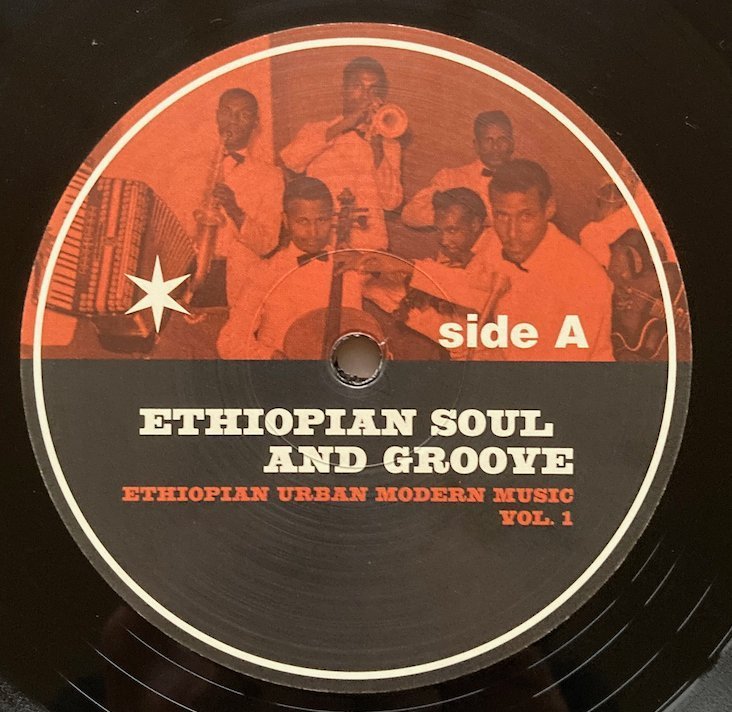 side A
ETHIOPIAN SOUL
AND GROOVE
ETHIOPIAN URBAN MODERN MUSIC
VOL. 1